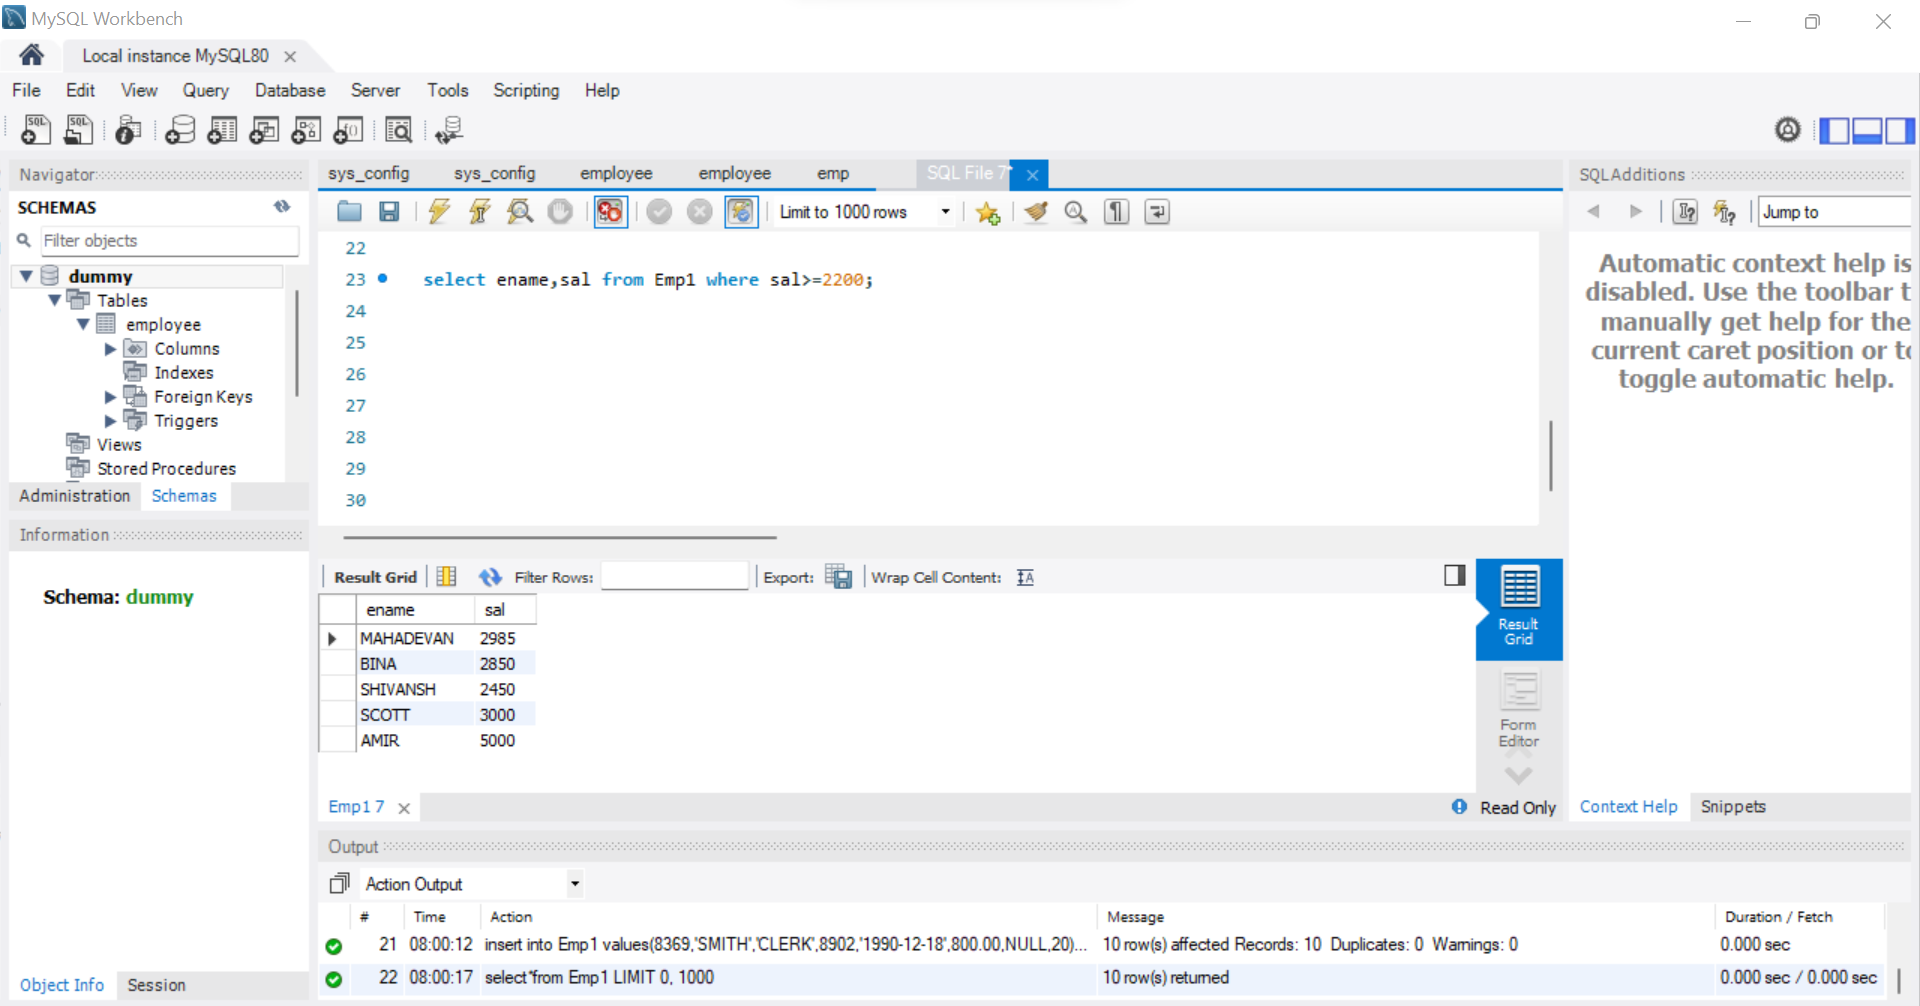 MySQL Workbench
Local instance MySQL80
File Edit View Query Database Server Tools Scripting Help
Navigator
SCHEMAS
Filter objects
dummy
Tables
employee
Columns
Indexes
Foreign Keys
Triggers
Views
Stored Procedures
Administration Schemas
Information
Schema: dummy
Object Info Session
sys_config sys_config employee employee emp SQL File 7*
Limit to 1000 rows
22
23 select ename,sal from Emp1 where sal>=2200;
24
25
26
27
28
29
30
Result Grid Filter Rows: Export: Wrap Cell Content:
ename sal
MAHADEVAN 2985
BINA 2850
SHIVANSH 2450
SCOTT 3000
AMIR 5000
Result
Grid
Form
Editor
Emp1 7
Read Only
SQLAdditions
Jump to
Automatic context help is
disabled. Use the toolbar t
manually get help for the
current caret position or to
toggle automatic help.
Context Help Snippets
Output
Action Output
# Time Action Message Duration / Fetch
21 08:00:12 insert into Emp1 values(8369,'SMITH','CLERK',8902,'1990-12-18',800.00,NULL,20)... 10 row(s) affected Records: 10 Duplicates: 0 Warnings: 0 0.000 sec
22 08:00:17 select*from Emp1 LIMIT 0, 1000 10 row(s) returned 0.000 sec / 0.000 sec